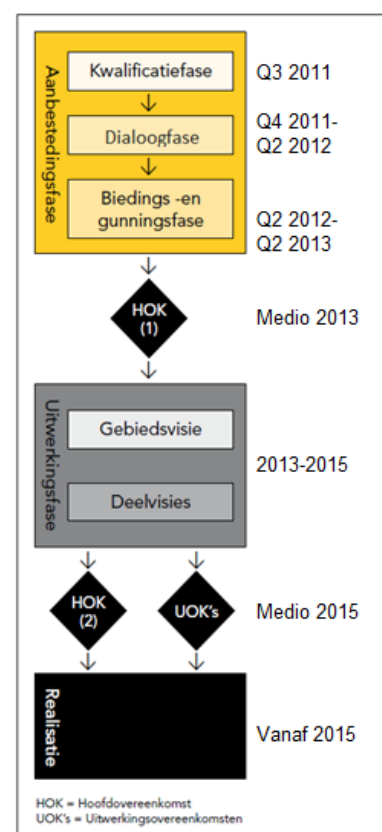 Aanbestedingsfase
Kwalificatiefase
Q3 2011
Dialoogfase
Q4 2011-
Q2 2012
Biedings -en
gunningsfase
Q2 2012-
Q2 2013
HOK
(1)
Medio 2013
Uitwerkingsfase
Gebiedsvisie
Deelvisies
2013-2015
HOK
(2)
UOK's
Medio 2015
Realisatie
Vanaf 2015
HOK = Hoofdovereenkomst
UOK's = Uitwerkingsovereenkomsten